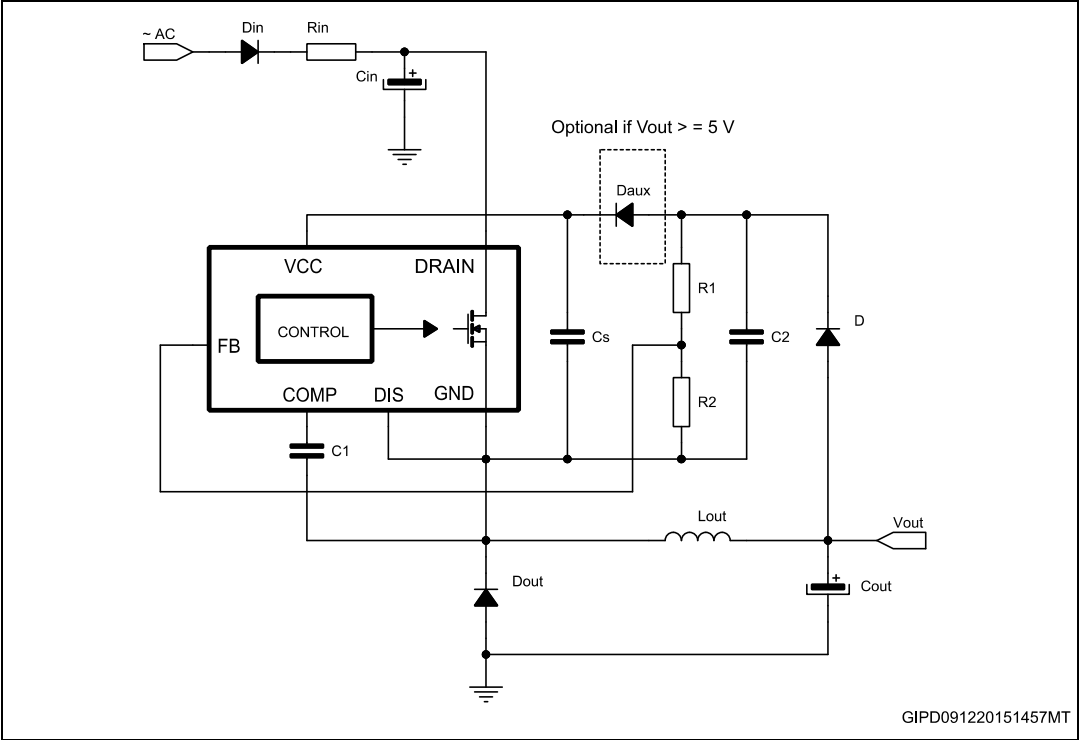 ~ AC
Din
Rin
Cin
+
Optional if Vout > = 5 V
Daux
VCC
DRAIN
R1
CONTROL
Cs
C2
D
FB
R2
COMP
DIS
GND
C1
Lout
Vout
Dout
+
Cout
GIPD091220151457MT